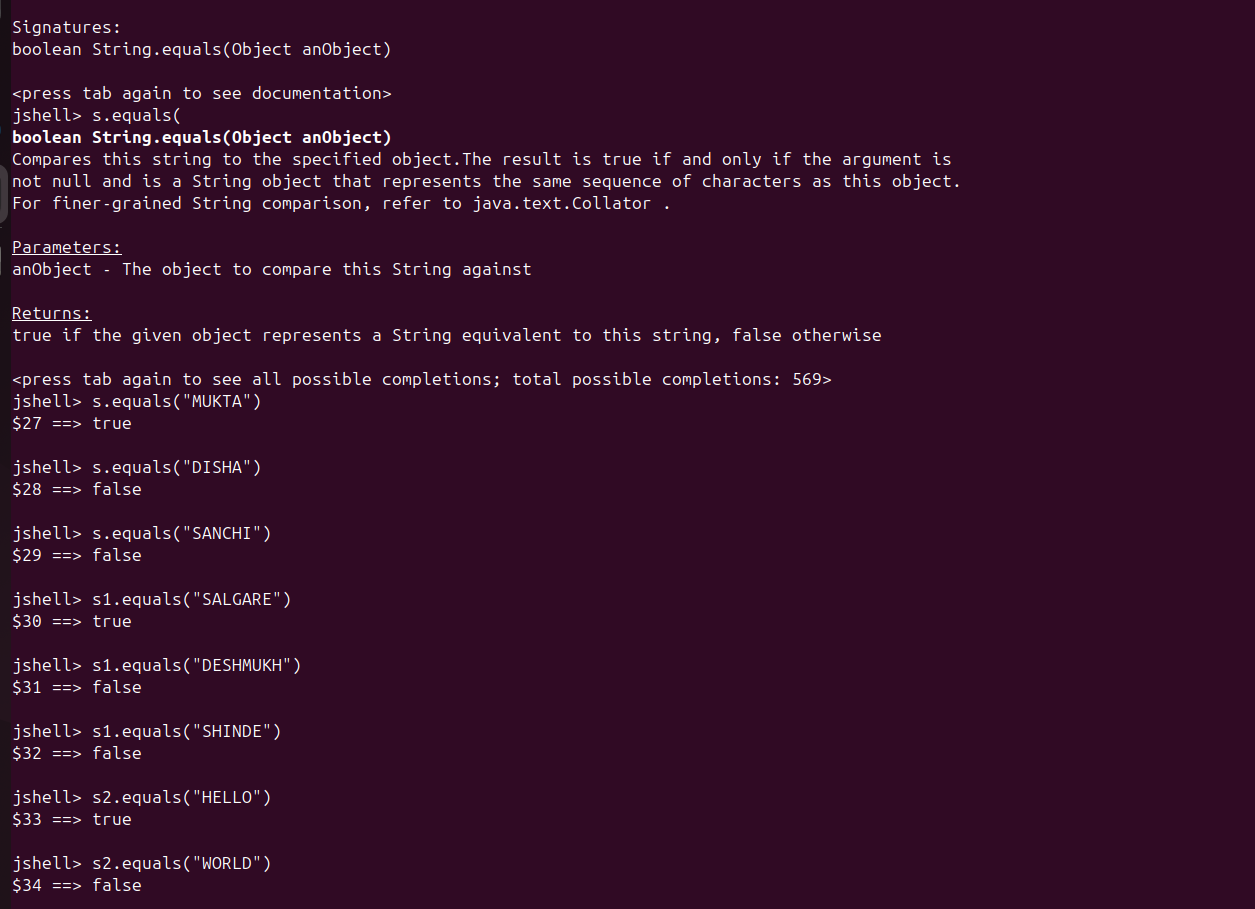 Signatures:
boolean String.equals(Object anObject)
<press tab again to see documentation>
jshell> s.equals(
boolean String.equals(Object anObject)
Compares this string to the specified object.The result is true if and only if the argument is
not null and is a String object that represents the same sequence of characters as this object.
For finer-grained String comparison, refer to java.text.Collator .
Parameters:
anObject - The object to compare this String against
Returns:
true if the given object represents a String equivalent to this string, false otherwise
<press tab again to see all possible completions; total possible completions: 569>
jshell> s.equals("MUKTA")
$27 ==> true
jshell> s.equals("DISHA")
$28 ==> false
jshell> s.equals("SANCHI")
$29 ==> false
jshell> s1.equals("SALGARE")
$30 ==> true
jshell> s1.equals("DESHMUKH")
$31 ==> false
jshell> s1.equals("SHINDE")
$32 ==> false
jshell> s2.equals("HELLO")
$33 ==> true
jshell> s2.equals("WORLD")
$34 ==> false